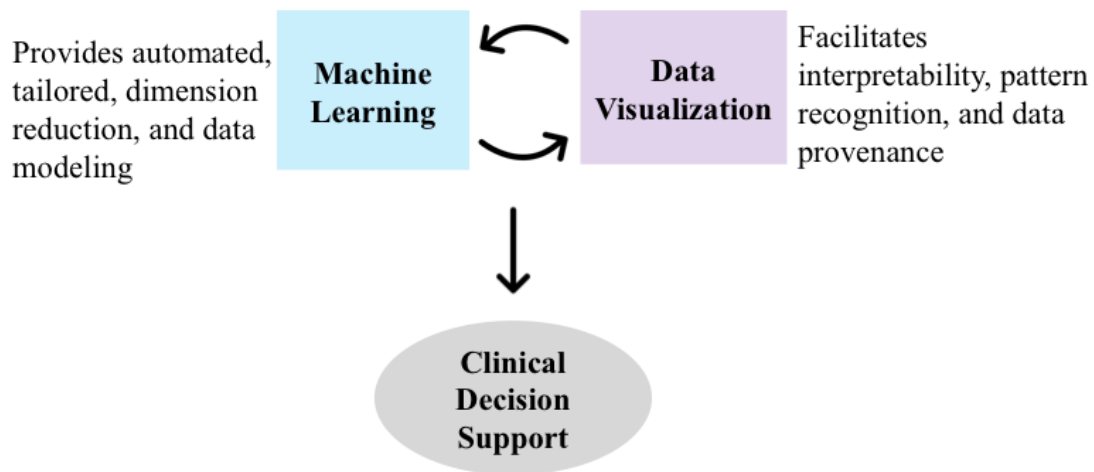 Provides automated,
tailored, dimension
reduction, and data
modeling
Machine
Learning
Data
Visualization
Facilitates
interpretability, pattern
recognition, and data
provenance
Clinical
Decision
Support